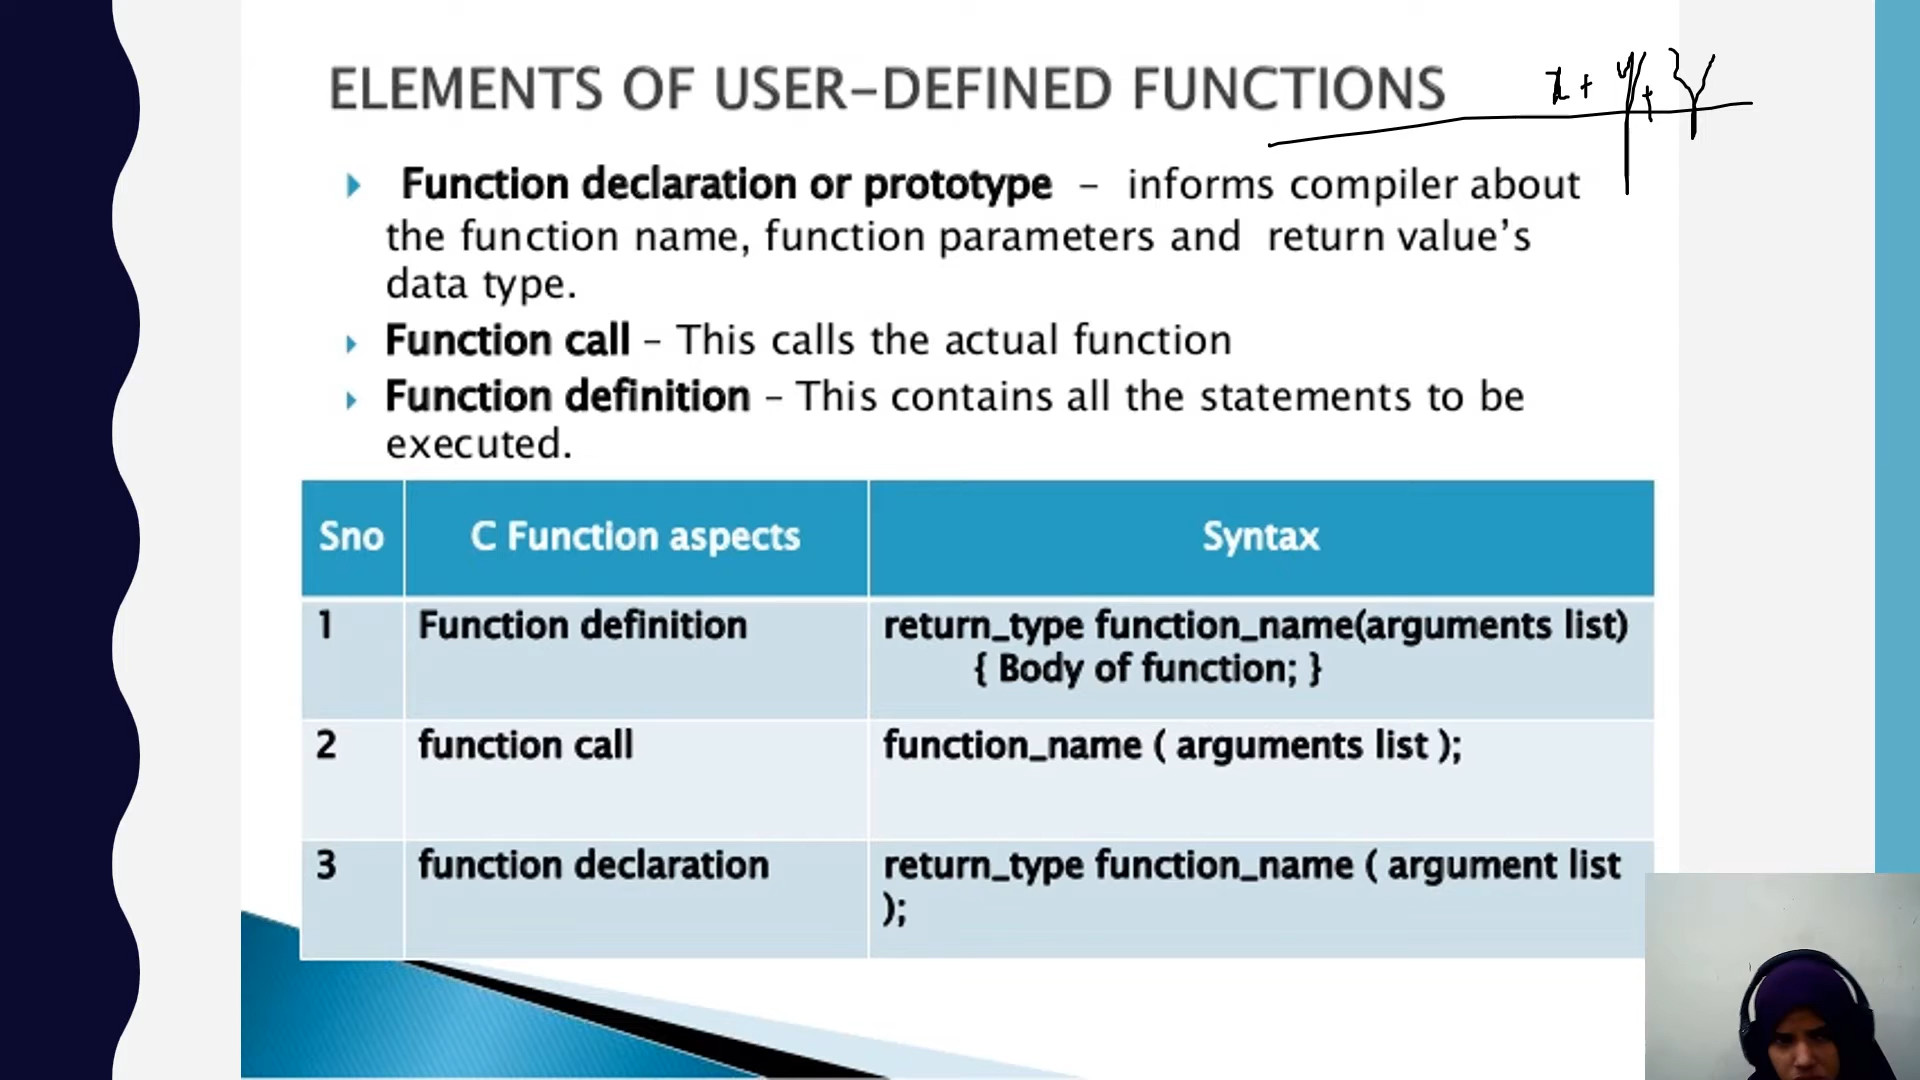 ELEMENTS OF USER-DEFINED FUNCTIONS
x + y +
Function declaration or prototype – informs compiler about
the function name, function parameters and return value’s
data type.
Function call – This calls the actual function
Function definition – This contains all the statements to be
executed.
Sno C Function aspects Syntax
1 Function definition return_type function_name(arguments list)
{ Body of function; }
2 function call function_name ( arguments list );
3 function declaration return_type function_name ( argument list
);